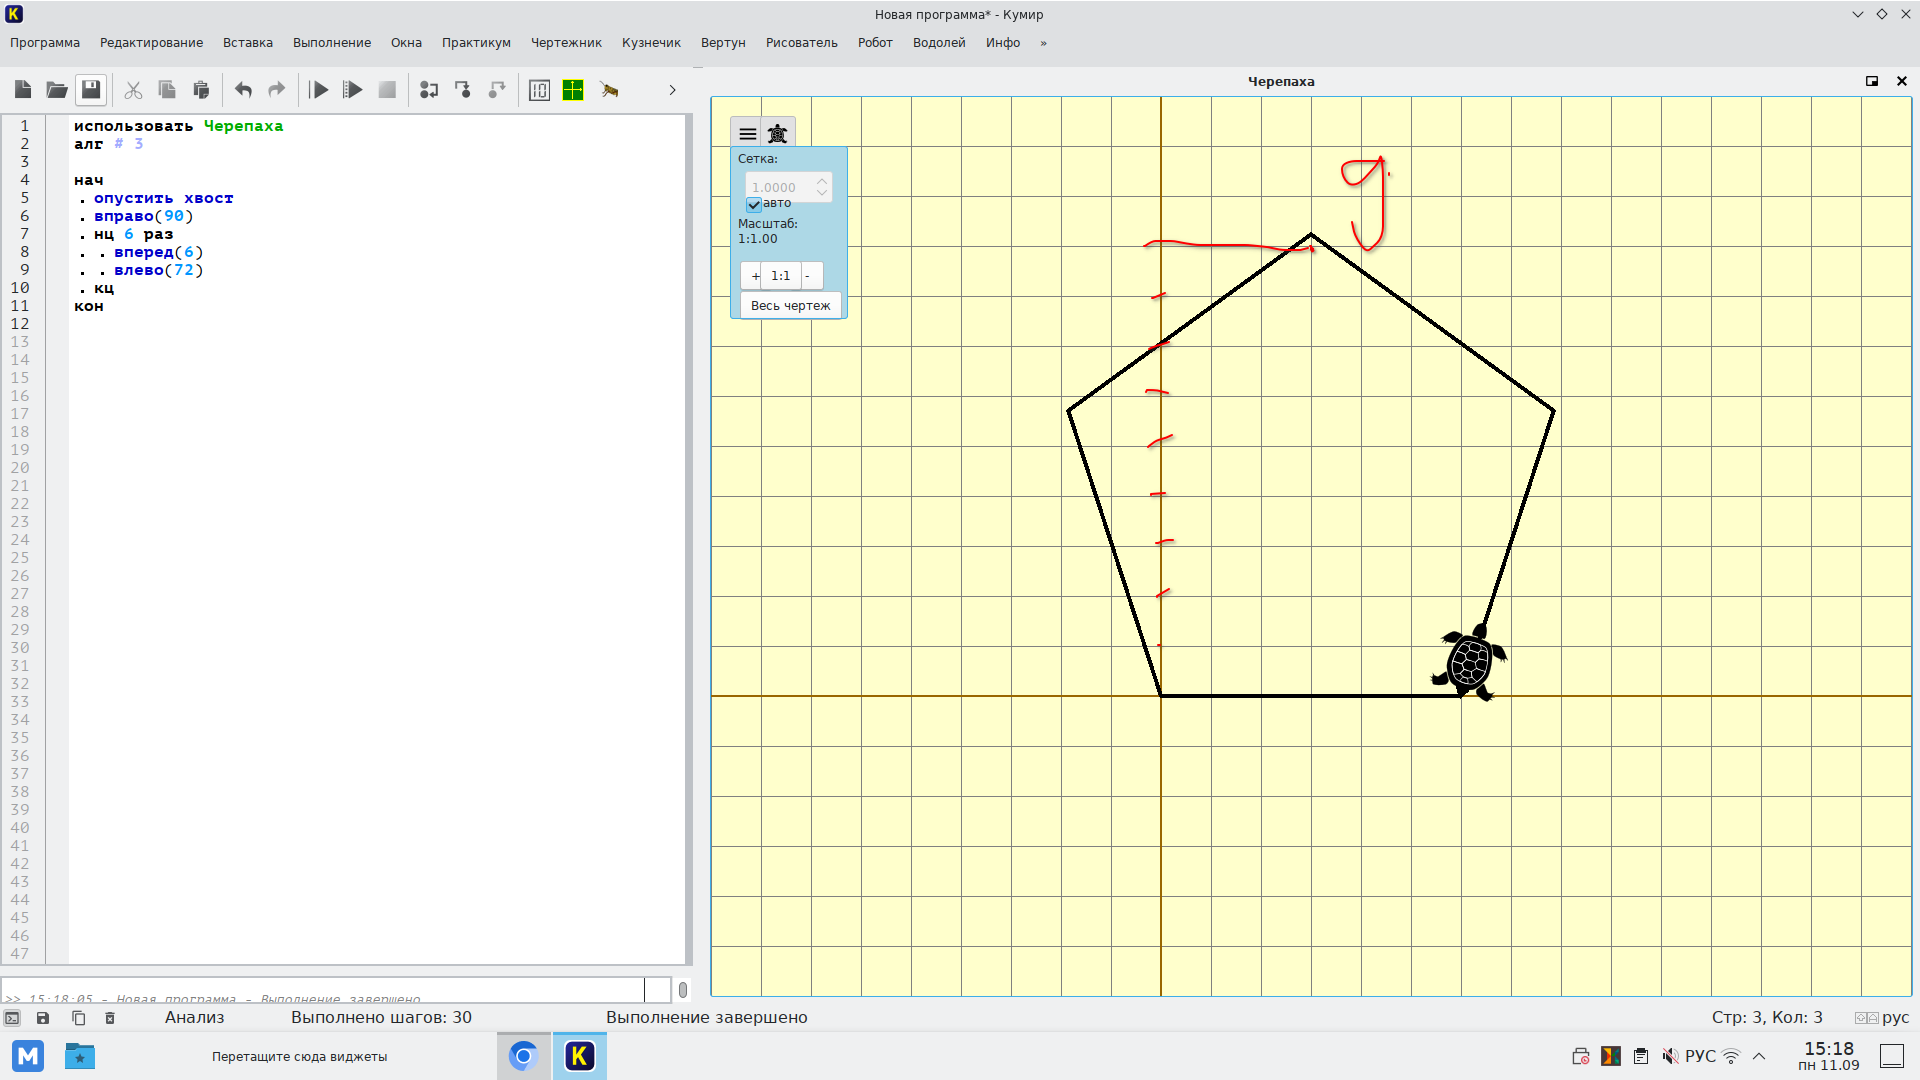 Новая программа* - Кумир
Программа Редактирование Вставка Выполнение Окна Практикум Чертежник Кузнечик Вертун Рисователь Робот Водолей Инфо »
Черепаха
1 использовать Черепаха
2 алг # 3
3
4 нач
5 . опустить хвост
6 . вправо(90)
7 . нц 6 раз
8 . . вперед(6)
9 . . влево(72)
10 . кц
11 кон
12
13
14
15
16
17
18
19
20
21
22
23
24
25
26
27
28
29
30
31
32
33
34
35
36
37
38
39
40
41
42
43
44
45
46
47
Сетка:
1.0000
авто
Масштаб:
1:1.00
+ 1:1 -
Весь чертеж
>> 15:18:05 - Новая программа - Выполнение завершено
Анализ Выполнено шагов: 30 Выполнение завершено Стр: 3, Кол: 3 рус
Перетащите сюда виджеты
РУС
15:18
пн 11.09